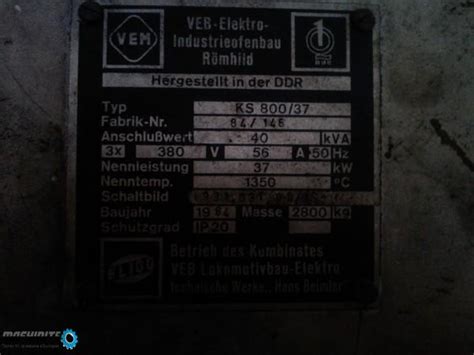 VEM
VEB-Elektro-
Industrieofenbau
Römhild
Hergestellt in der DDR
Typ KS 800/37
Fabrik-Nr. 84/146
Anschlußwert 40 kVA
3x 380 V 56 A 50 Hz
Nennleistung 37 kW
Nenntemp. 1350 °C
Schaltbild
Baujahr 1984 Masse 2800 kg
Schutzgrad IP 20
Betrieb des Kombinates
VEB Lokomotivbau-Elektro
technische Werke „Hans Beimler"
MACHINITE